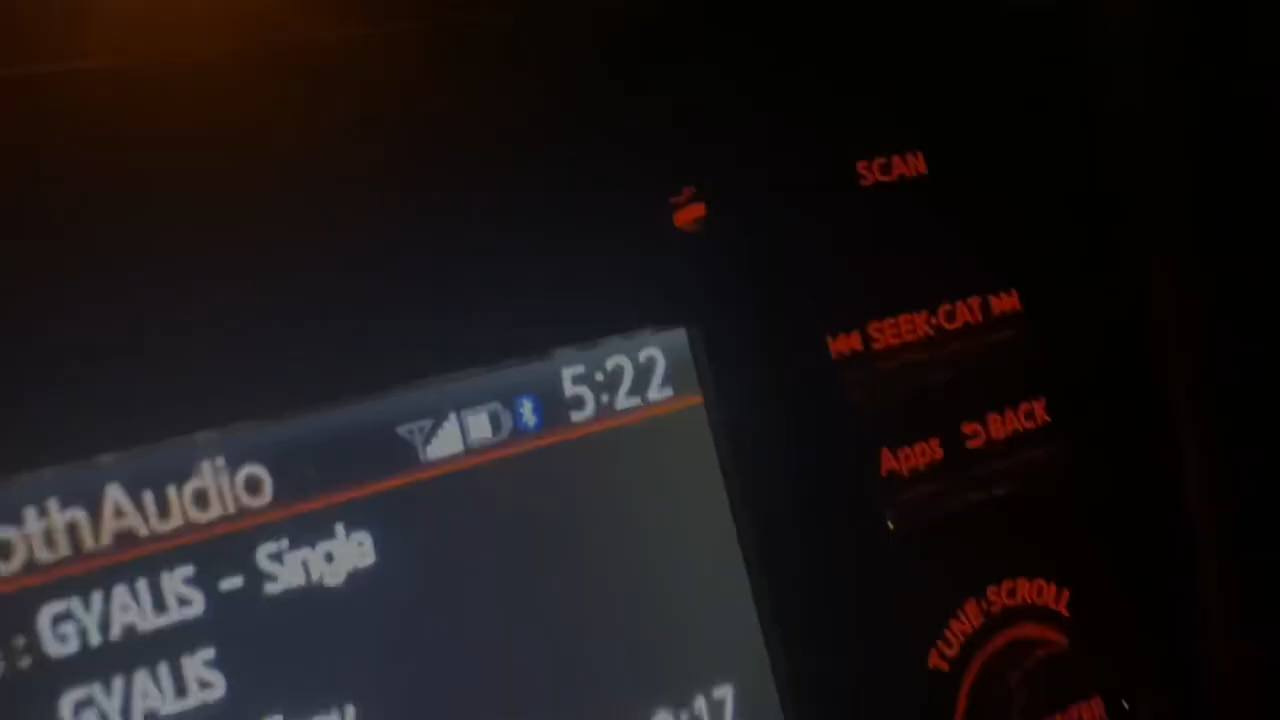 SCAN
SEEK•CAT
5:22
Apps BACK
othAudio
: GYALIS - Single
GYALIS
TUNE•SCROLL